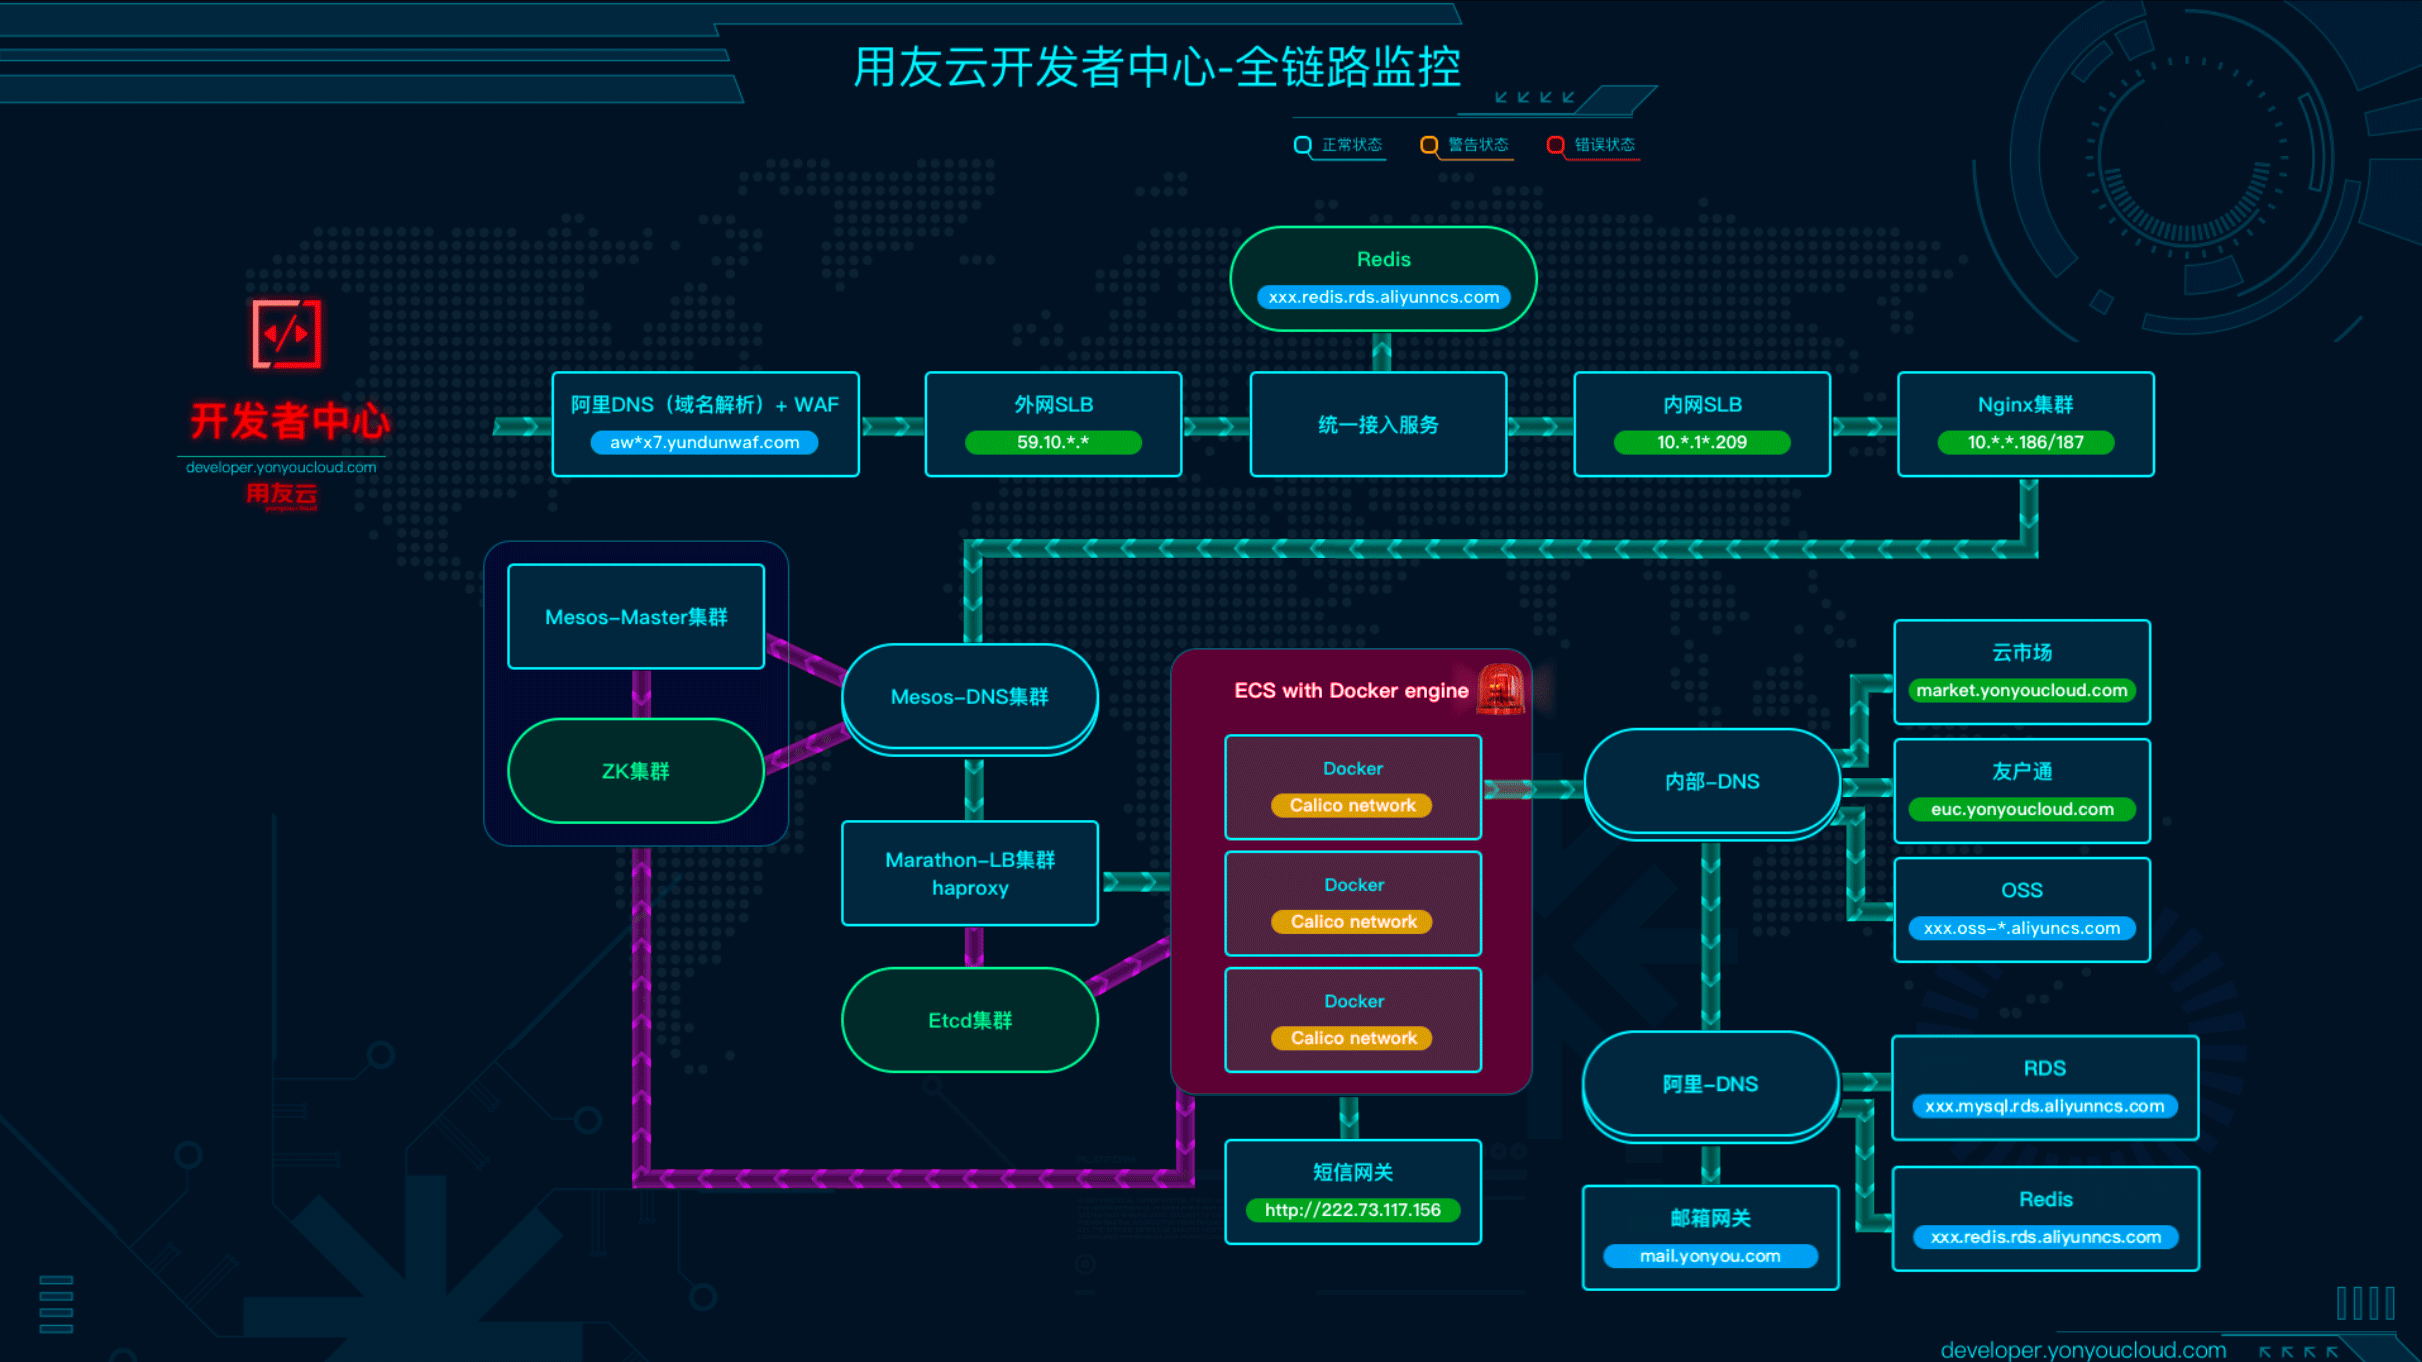 用友云开发者中心-全链路监控
正常状态
警告状态
错误状态
Redis
xxx.redis.rds.aliyunncs.com
开发者中心
developer.yonyoucloud.com
用友云
yonyoucloud
阿里DNS（域名解析）+ WAF
aw*x7.yundunwaf.com
外网SLB
59.10.*.*
统一接入服务
内网SLB
10.*.1*.209
Nginx集群
10.*.*.186/187
Mesos-Master集群
ZK集群
Mesos-DNS集群
Marathon-LB集群
haproxy
Etcd集群
ECS with Docker engine
Docker
Calico network
Docker
Calico network
Docker
Calico network
短信网关
http://222.73.117.156
内部-DNS
云市场
market.yonyoucloud.com
友户通
euc.yonyoucloud.com
OSS
xxx.oss-*.aliyuncs.com
阿里-DNS
RDS
xxx.mysql.rds.aliyunncs.com
Redis
xxx.redis.rds.aliyunncs.com
邮箱网关
mail.yonyou.com
developer.yonyoucloud.com